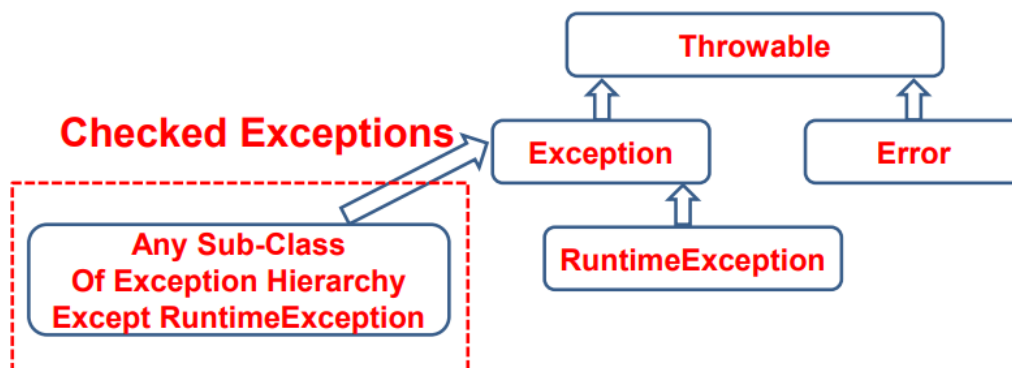 Throwable
Checked Exceptions
Exception
Error
Any Sub-Class
Of Exception Hierarchy
Except RuntimeException
RuntimeException